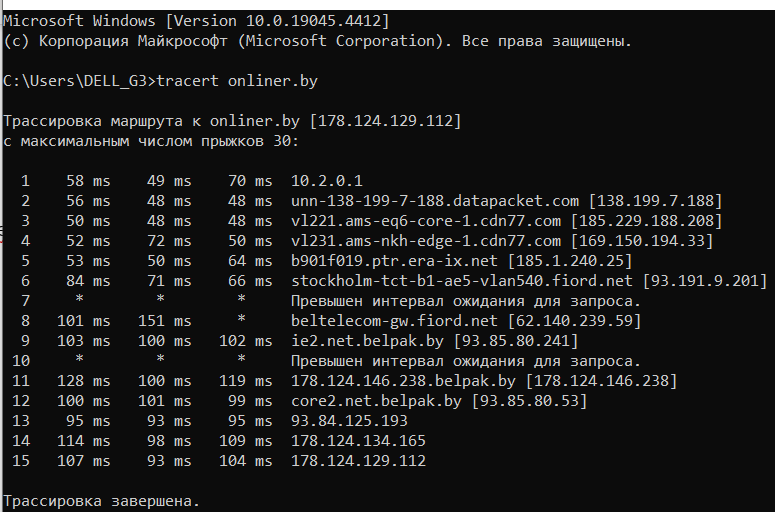 Microsoft Windows [Version 10.0.19045.4412]
(c) Корпорация Майкрософт (Microsoft Corporation). Все права защищены.
C:\Users\DELL_G3>tracert onliner.by
Трассировка маршрута к onliner.by [178.124.129.112]
с максимальным числом прыжков 30:
1 58 ms 49 ms 70 ms 10.2.0.1
2 56 ms 48 ms 48 ms unn-138-199-7-188.datapacket.com [138.199.7.188]
3 50 ms 48 ms 48 ms vl221.ams-eq6-core-1.cdn77.com [185.229.188.208]
4 52 ms 72 ms 50 ms vl231.ams-nkh-edge-1.cdn77.com [169.150.194.33]
5 53 ms 50 ms 64 ms b901f019.ptr.era-ix.net [185.1.240.25]
6 84 ms 71 ms 66 ms stockholm-tct-b1-ae5-vlan540.fiord.net [93.191.9.201]
7 * * * Превышен интервал ожидания для запроса.
8 101 ms 151 ms * beltelecom-gw.fiord.net [62.140.239.59]
9 103 ms 100 ms 102 ms ie2.net.belpak.by [93.85.80.241]
10 * * * Превышен интервал ожидания для запроса.
11 128 ms 100 ms 119 ms 178.124.146.238.belpak.by [178.124.146.238]
12 100 ms 101 ms 99 ms core2.net.belpak.by [93.85.80.53]
13 95 ms 93 ms 95 ms 93.84.125.193
14 114 ms 98 ms 109 ms 178.124.134.165
15 107 ms 93 ms 104 ms 178.124.129.112
Трассировка завершена.